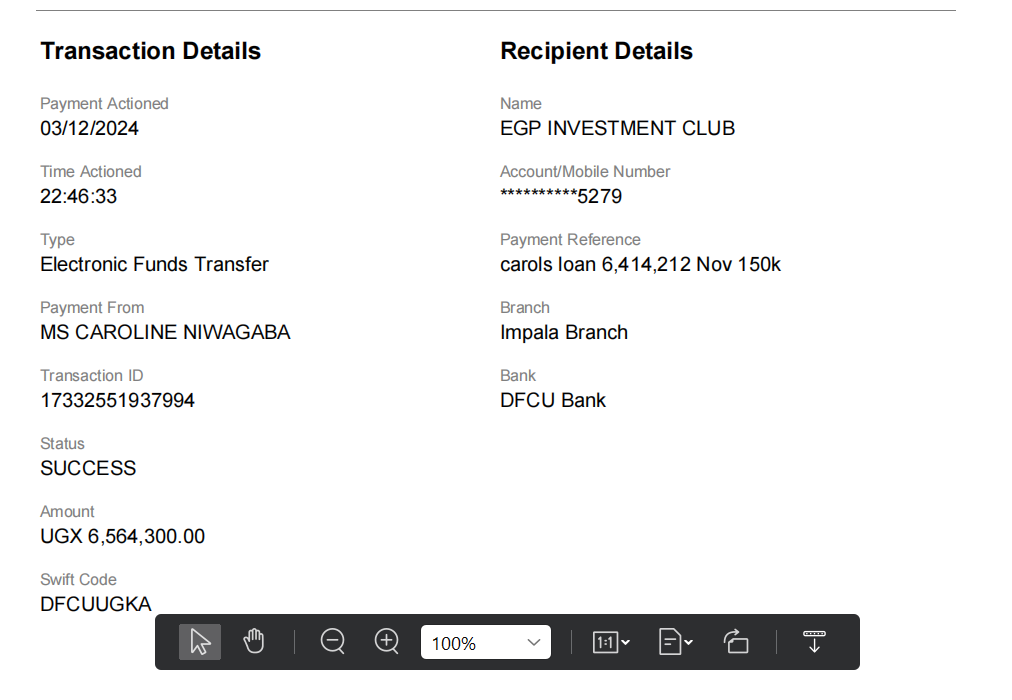 Transaction Details
Payment Actioned
03/12/2024
Time Actioned
22:46:33
Type
Electronic Funds Transfer
Payment From
MS CAROLINE NIWAGABA
Transaction ID
17332551937994
Status
SUCCESS
Amount
UGX 6,564,300.00
Swift Code
DFCUUGKA
Recipient Details
Name
EGP INVESTMENT CLUB
Account/Mobile Number
**********5279
Payment Reference
carols loan 6,414,212 Nov 150k
Branch
Impala Branch
Bank
DFCU Bank
100%
1:1